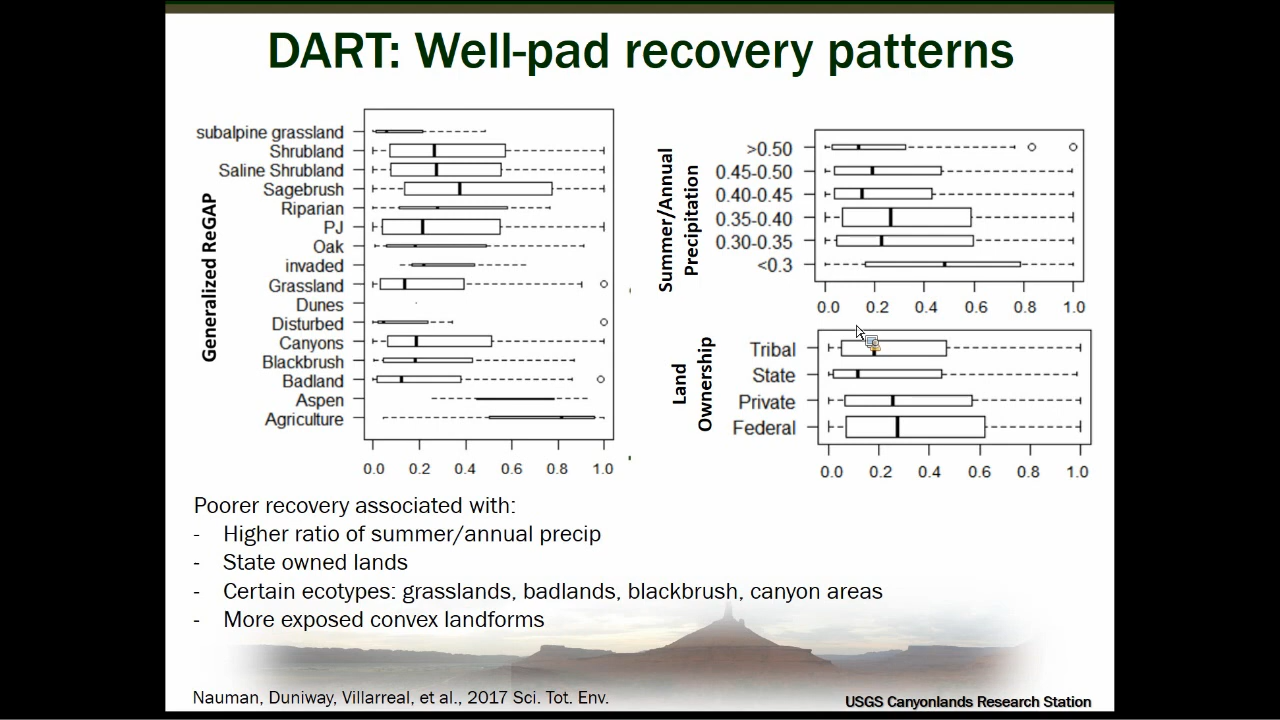 DART: Well-pad recovery patterns
Generalized ReGAP
subalpine grassland
Shrubland
Saline Shrubland
Sagebrush
Riparian
PJ
Oak
invaded
Grassland
Dunes
Disturbed
Canyons
Blackbrush
Badland
Aspen
Agriculture
0.0 0.2 0.4 0.6 0.8 1.0
Summer/Annual
Precipitation
>0.50
0.45-0.50
0.40-0.45
0.35-0.40
0.30-0.35
<0.3
0.0 0.2 0.4 0.6 0.8 1.0
Land
Ownership
Tribal
State
Private
Federal
0.0 0.2 0.4 0.6 0.8 1.0
Poorer recovery associated with:
- Higher ratio of summer/annual precip
- State owned lands
- Certain ecotypes: grasslands, badlands, blackbrush, canyon areas
- More exposed convex landforms
Nauman, Duniway, Villarreal, et al., 2017 Sci. Tot. Env.
USGS Canyonlands Research Station